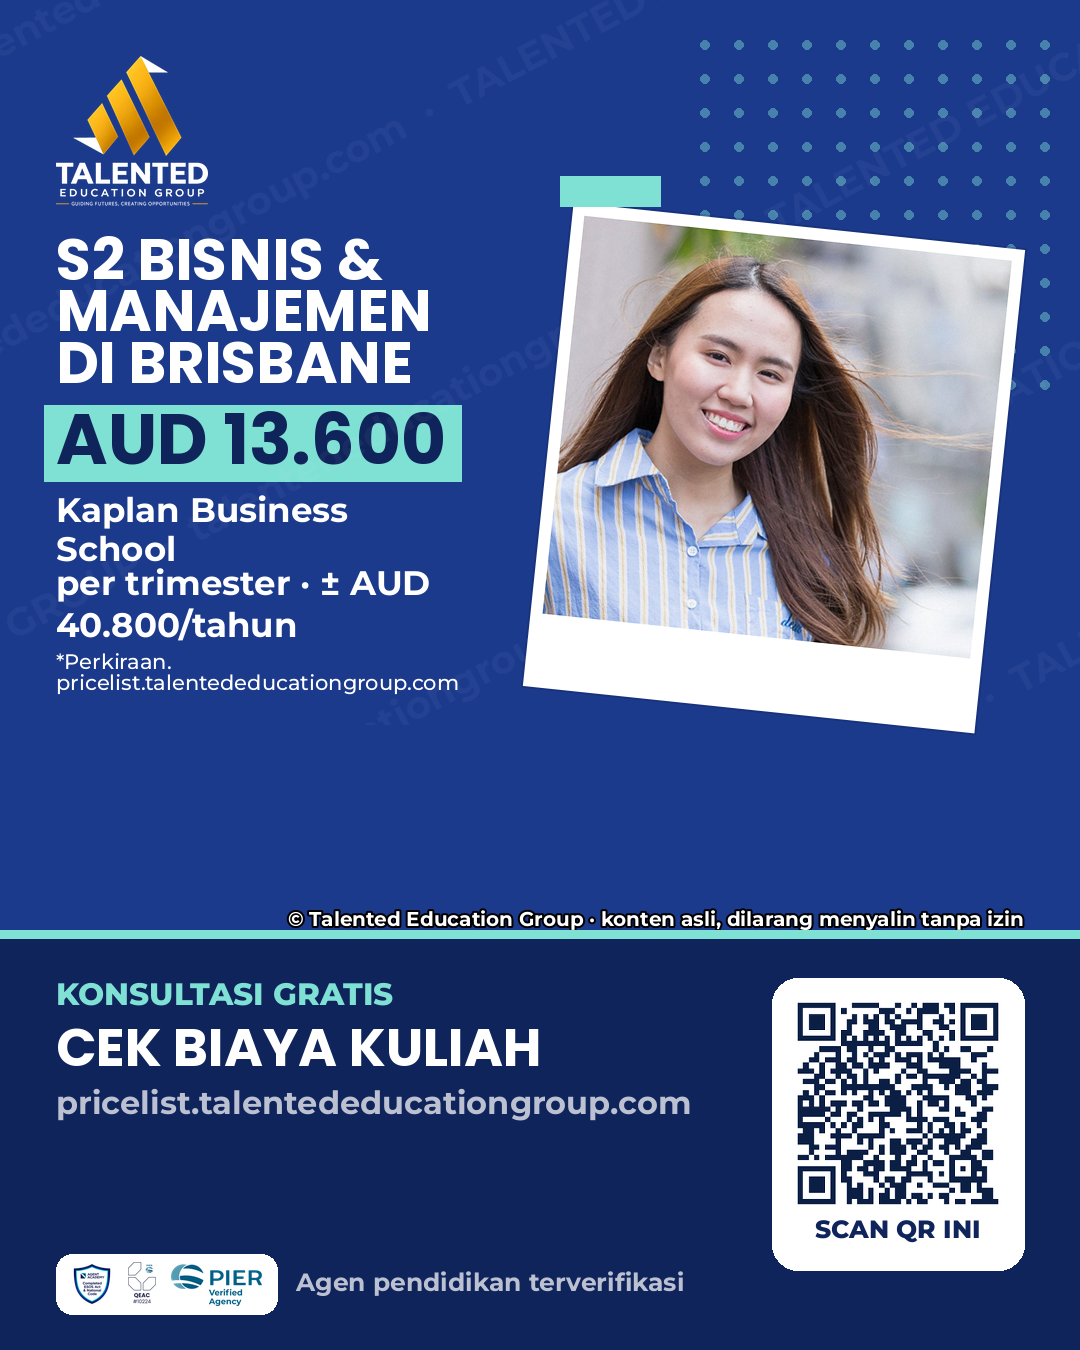 TALENTED
EDUCATION GROUP
GUIDING FUTURES, CREATING OPPORTUNITIES
S2 BISNIS &
MANAJEMEN
DI BRISBANE
AUD 13.600
Kaplan Business
School
per trimester · ± AUD
40.800/tahun
*Perkiraan.
pricelist.talentededucationgroup.com
© Talented Education Group · konten asli, dilarang menyalin tanpa izin
KONSULTASI GRATIS
CEK BIAYA KULIAH
pricelist.talentededucationgroup.com
SCAN QR INI
QEAC
#10224
PIER
Verified
Agency
Agen pendidikan terverifikasi